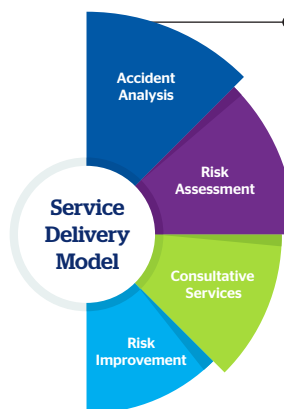 Accident
Analysis
Risk
Assessment
Service
Delivery
Model
Consultative
Services
Risk
Improvement